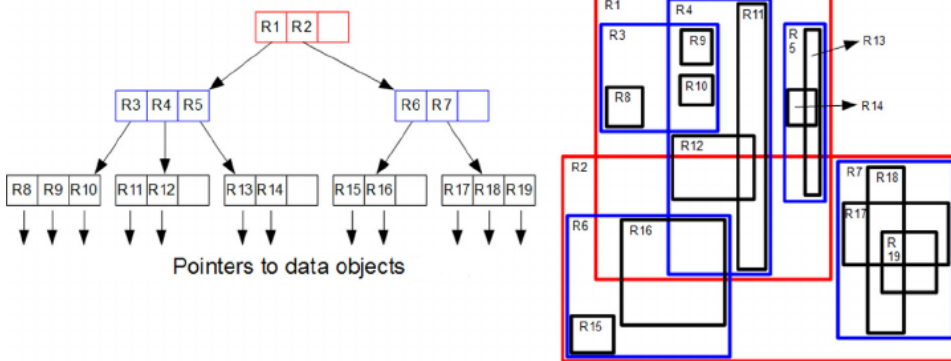 R1 R2
R3 R4 R5
R6 R7
R8 R9 R10
R11 R12
R13 R14
R15 R16
R17 R18 R19
Pointers to data objects
R1
R4
R11
R3
R9
R
5
R13
R8
R10
R14
R12
R2
R7
R18
R17
R6
R16
R
19
R15